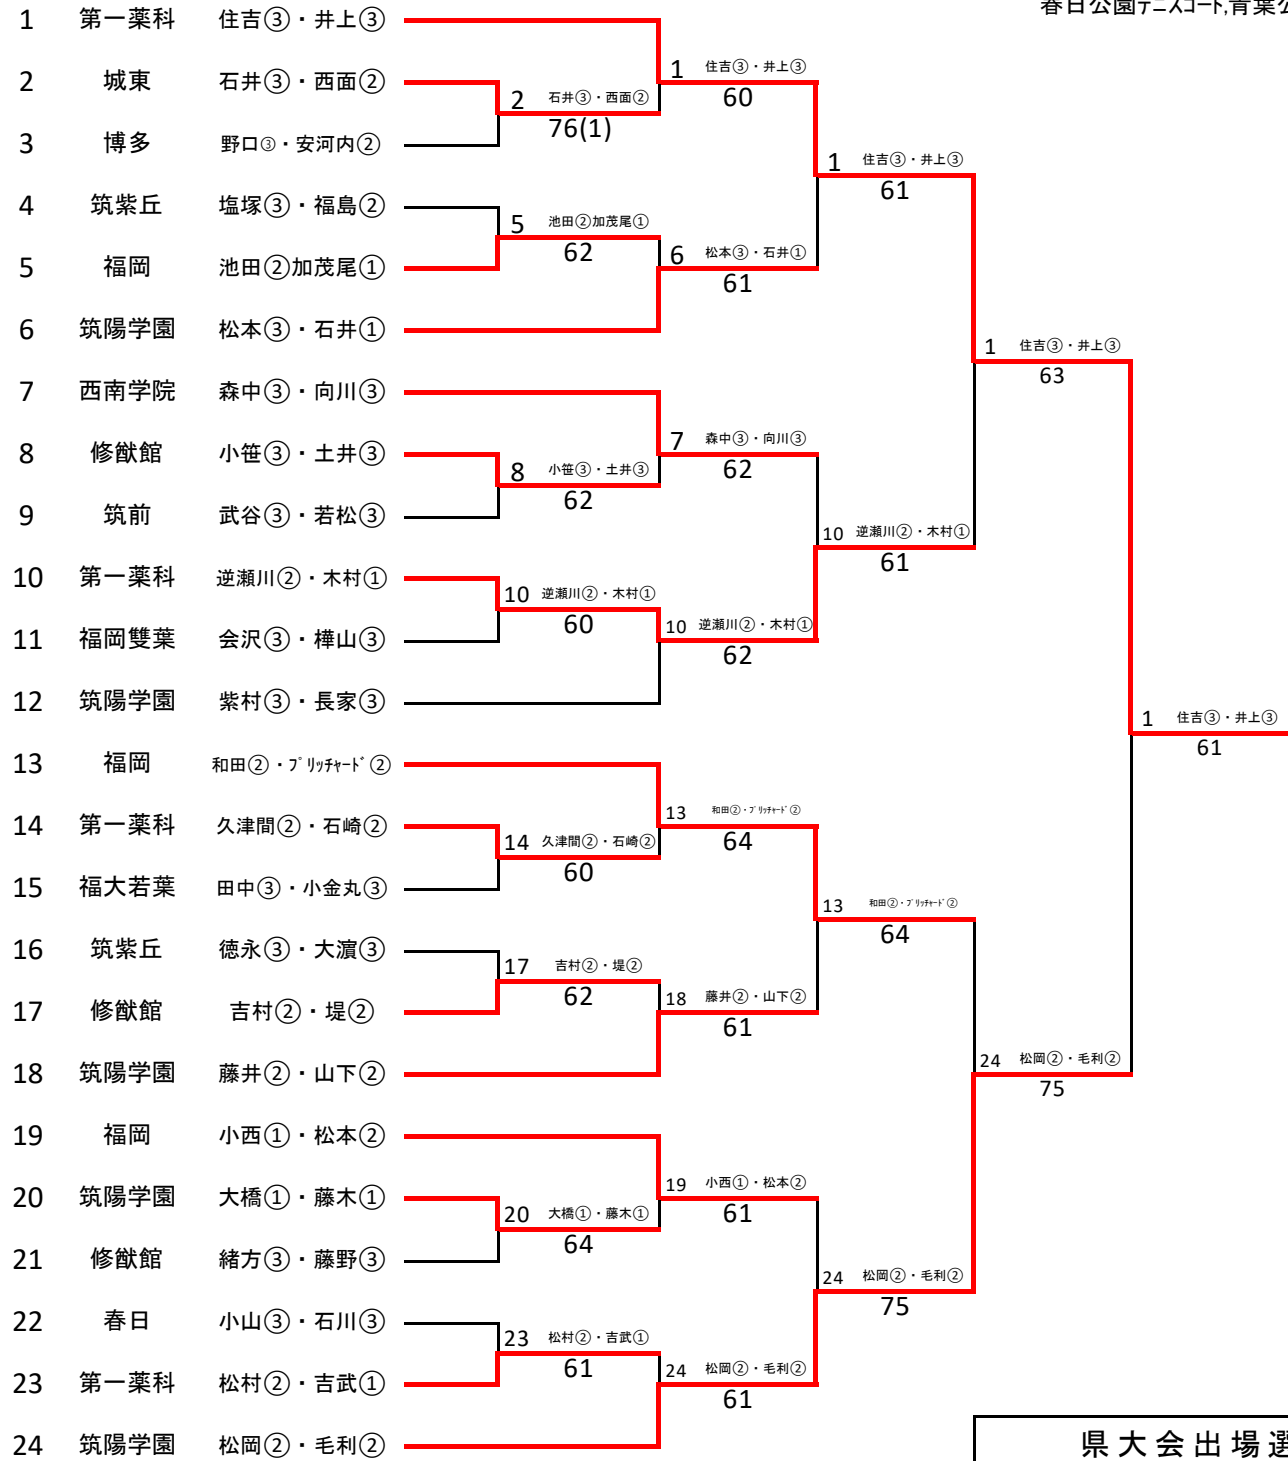 春日公園テニスコート,青葉公
1 第一薬科 住吉③・井上③
1 住吉③・井上③
60
2 城東 石井③・西面②
2 石井③・西面②
76(1)
3 博多 野口③・安河内②
1 住吉③・井上③
61
4 筑紫丘 塩塚③・福島②
5 池田②加茂尾①
62
6 松本③・石井①
61
5 福岡 池田②加茂尾①
6 筑陽学園 松本③・石井①
1 住吉③・井上③
63
7 西南学院 森中③・向川③
7 森中③・向川③
62
8 修猷館 小笹③・土井③
8 小笹③・土井③
62
9 筑前 武谷③・若松③
10 逆瀬川②・木村①
61
10 第一薬科 逆瀬川②・木村①
10 逆瀬川②・木村①
60
10 逆瀬川②・木村①
62
11 福岡雙葉 会沢③・樺山③
12 筑陽学園 紫村③・長家③
1 住吉③・井上③
61
13 福岡 和田②・プリッチャード②
13 和田②・プリッチャード②
64
14 第一薬科 久津間②・石崎②
14 久津間②・石崎②
60
15 福大若葉 田中③・小金丸③
13 和田②・プリッチャード②
64
16 筑紫丘 徳永③・大濵③
17 吉村②・堤②
62
18 藤井②・山下②
61
17 修猷館 吉村②・堤②
18 筑陽学園 藤井②・山下②
24 松岡②・毛利②
75
19 福岡 小西①・松本②
19 小西①・松本②
61
20 筑陽学園 大橋①・藤木①
20 大橋①・藤木①
64
21 修猷館 緒方③・藤野③
24 松岡②・毛利②
75
22 春日 小山③・石川③
23 松村②・吉武①
61
24 松岡②・毛利②
61
23 第一薬科 松村②・吉武①
24 筑陽学園 松岡②・毛利②
県大会出場選